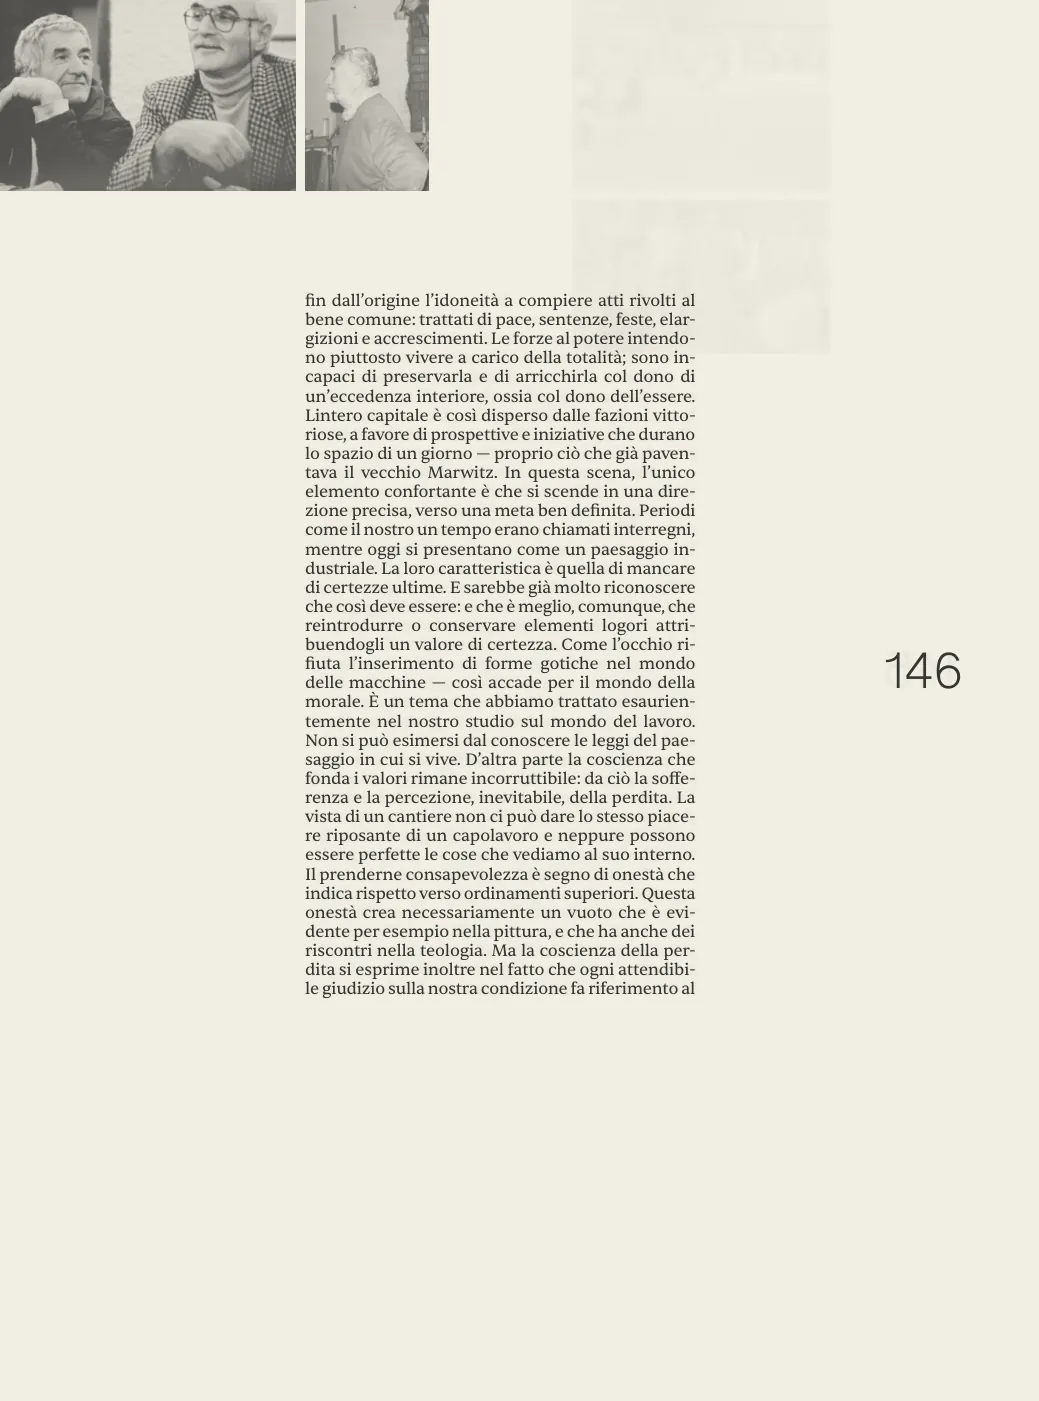 fin dall’origine l’idoneità a compiere atti rivolti al
bene comune: trattati di pace, sentenze, feste, elar-
gizioni e accrescimenti. Le forze al potere intendo-
no piuttosto vivere a carico della totalità; sono in-
capaci di preservarla e di arricchirla col dono di
un’eccedenza interiore, ossia col dono dell’essere.
Lintero capitale è così disperso dalle fazioni vitto-
riose, a favore di prospettive e iniziative che durano
lo spazio di un giorno — proprio ciò che già paven-
tava il vecchio Marwitz. In questa scena, l’unico
elemento confortante è che si scende in una dire-
zione precisa, verso una meta ben definita. Periodi
come il nostro un tempo erano chiamati interregni,
mentre oggi si presentano come un paesaggio in-
dustriale. La loro caratteristica è quella di mancare
di certezze ultime. E sarebbe già molto riconoscere
che così deve essere: e che è meglio, comunque, che
reintrodurre o conservare elementi logori attri-
buendogli un valore di certezza. Come l’occhio ri-
fiuta l’inserimento di forme gotiche nel mondo
delle macchine — così accade per il mondo della
morale. È un tema che abbiamo trattato esaurien-
temente nel nostro studio sul mondo del lavoro.
Non si può esimersi dal conoscere le leggi del pae-
saggio in cui si vive. D’altra parte la coscienza che
fonda i valori rimane incorruttibile: da ciò la soffe-
renza e la percezione, inevitabile, della perdita. La
vista di un cantiere non ci può dare lo stesso piace-
re riposante di un capolavoro e neppure possono
essere perfette le cose che vediamo al suo interno.
Il prenderne consapevolezza è segno di onestà che
indica rispetto verso ordinamenti superiori. Questa
onestà crea necessariamente un vuoto che è evi-
dente per esempio nella pittura, e che ha anche dei
riscontri nella teologia. Ma la coscienza della per-
dita si esprime inoltre nel fatto che ogni attendibi-
le giudizio sulla nostra condizione fa riferimento al
146